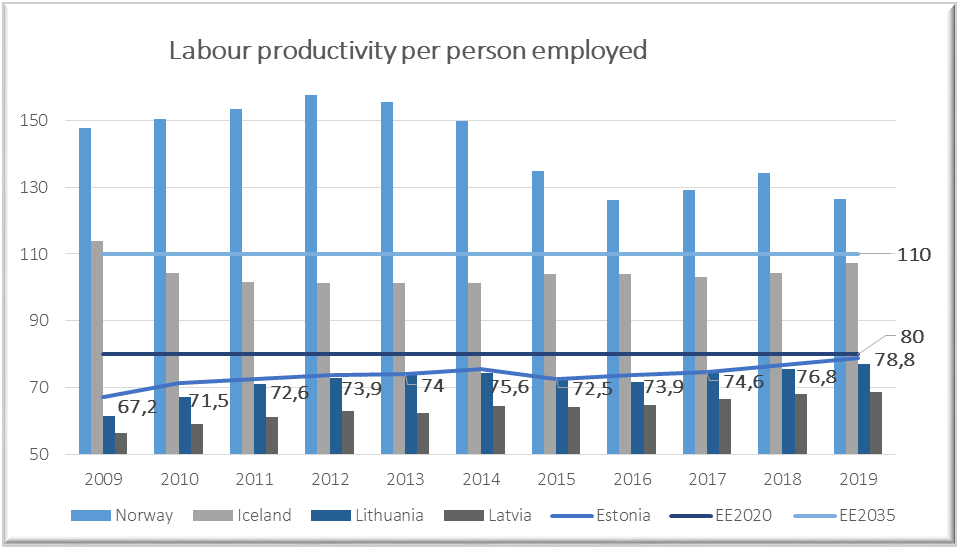 Labour productivity per person employed
150
130
110
90
70
50
110
80
78,8
67,2 71,5 72,6 73,9 74 75,6 72,5 73,9 74,6 76,8
2009 2010 2011 2012 2013 2014 2015 2016 2017 2018 2019
Norway Iceland Lithuania Latvia Estonia EE2020 EE2035